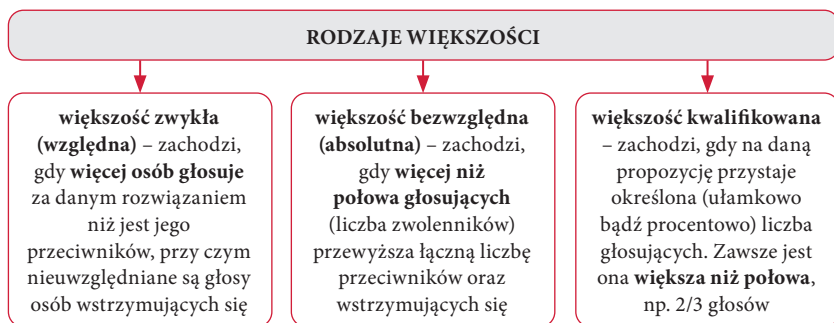 RODZAJE WIĘKSZOŚCI
większość zwykła
(względna) – zachodzi,
gdy więcej osób głosuje
za danym rozwiązaniem
niż jest jego
przeciwników, przy czym
nieuwzględniane są głosy
osób wstrzymujących się
większość bezwzględna
(absolutna) – zachodzi,
gdy więcej niż
połowa głosujących
(liczba zwolenników)
przewyższa łączną liczbę
przeciwników oraz
wstrzymujących się
większość kwalifikowana
– zachodzi, gdy na daną
propozycję przystaje
określona (ułamkowo
bądź procentowo) liczba
głosujących. Zawsze jest
ona większa niż połowa,
np. 2/3 głosów